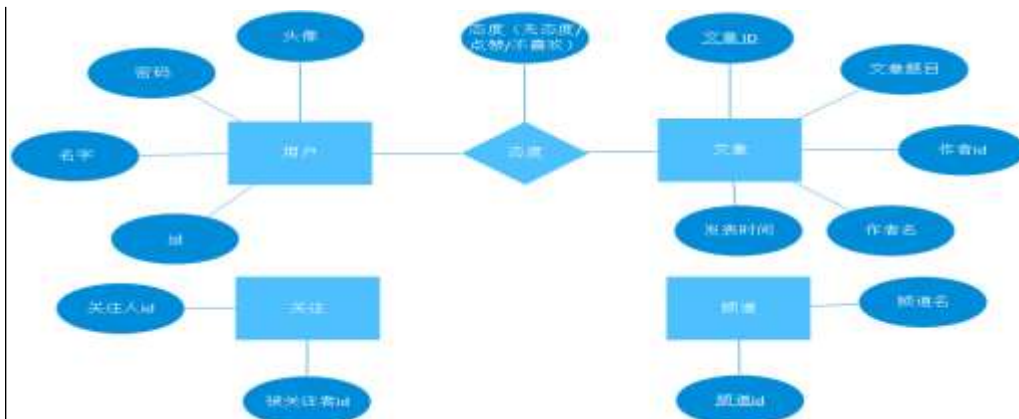 头像
态度（无态度/
点赞/不喜欢）
文章ID
密码
文章题目
名字
用户
态度
文章
作者id
id
发表时间
作者名
关注人id
关注
频道
频道名
被关注者id
频道id